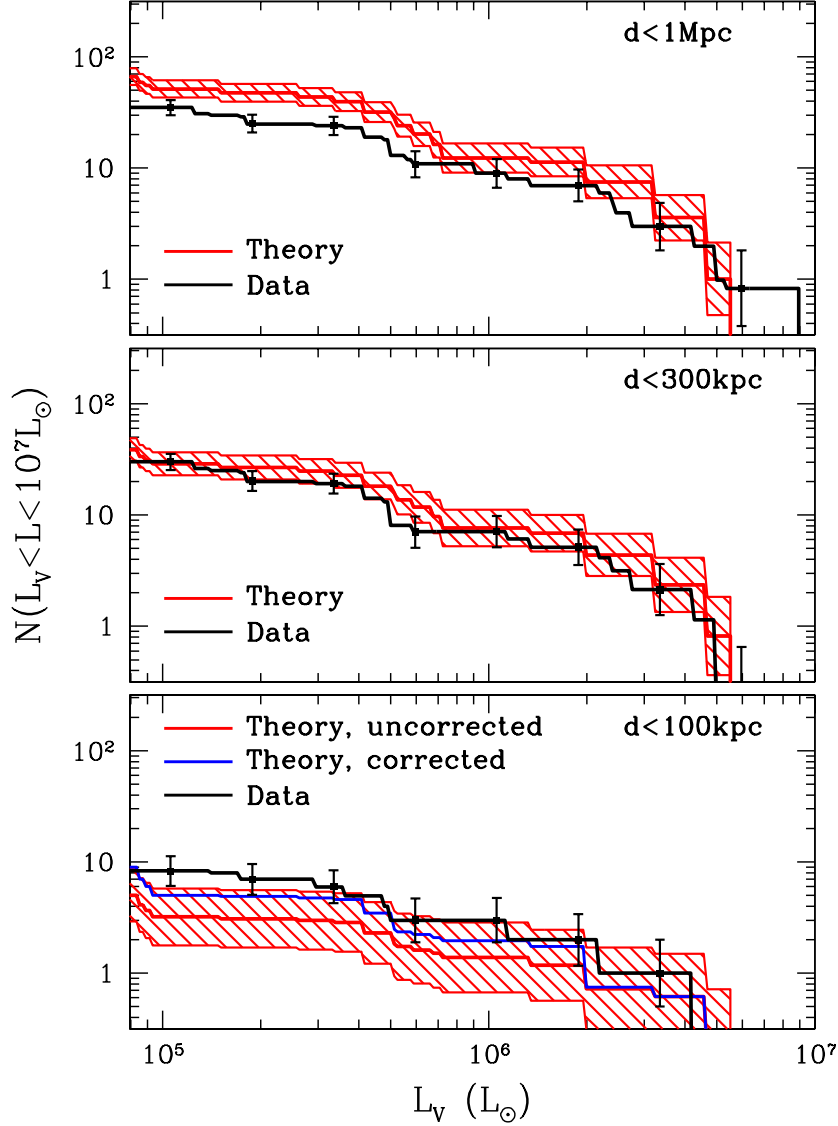 d<1Mpc
10²
10
1
Theory
Data
d<300kpc
10²
10
1
Theory
Data
N(L_V<L<10⁷L_⊙)
Theory, uncorrected
d<100kpc
Theory, corrected
Data
10²
10
1
10⁵
10⁶
10⁷
L_V (L_⊙)